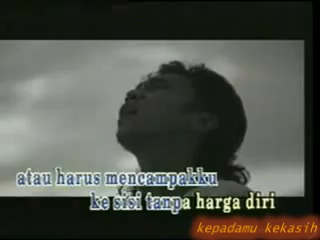 atau harus mencampakku
ke sisi tanpa harga diri
kepadamu kekasih